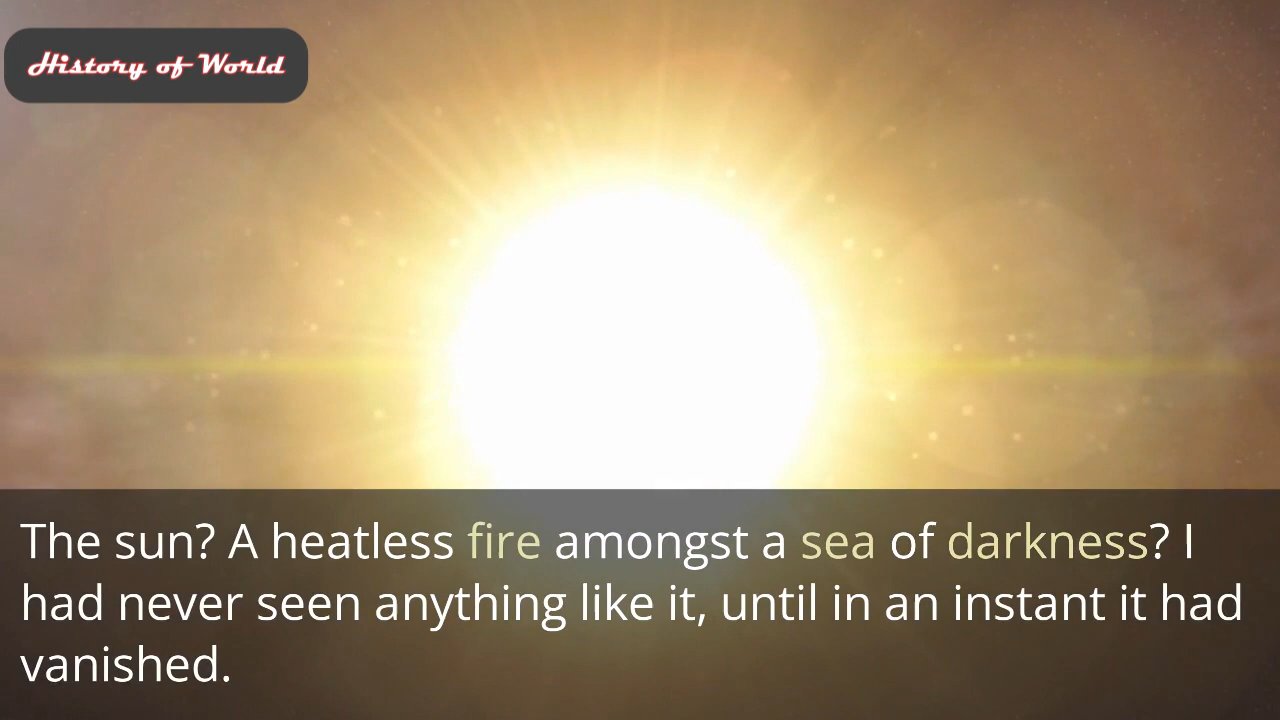 History of World
The sun? A heatless fire amongst a sea of darkness? I
had never seen anything like it, until in an instant it had
vanished.